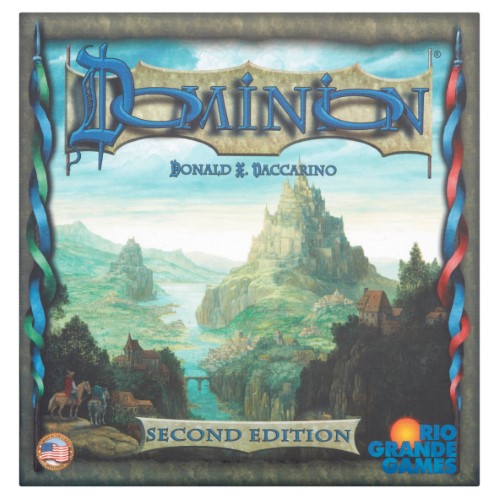 DOMINION
®
DONALD X. VACCARINO
SECOND EDITION
RIO
GRANDE
GAMES